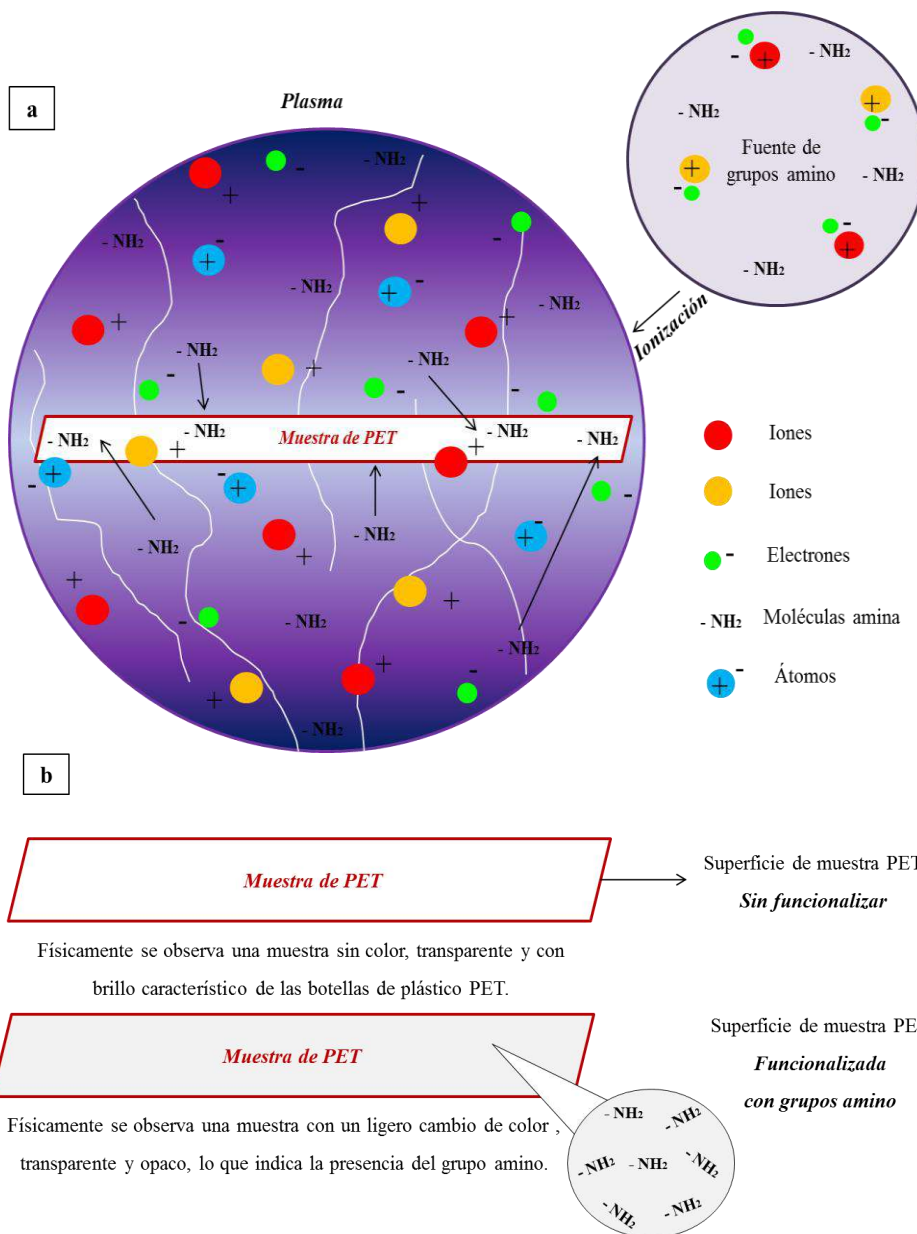 a
Plasma
- NH₂
- NH₂
Fuente de
grupos amino
- NH₂
- NH₂
Ionización
- NH₂
- NH₂
- NH₂
- NH₂
- NH₂
- NH₂
- NH₂
- NH₂
Muestra de PET
- NH₂
- NH₂
- NH₂
- NH₂
- NH₂
- NH₂
- NH₂
+ Iones
+ Iones
- Electrones
- NH₂ Moléculas amina
+ - Átomos
b
Muestra de PET
Superficie de muestra PET
Sin funcionalizar
Físicamente se observa una muestra sin color, transparente y con
brillo característico de las botellas de plástico PET.
Muestra de PET
Superficie de muestra PE
Funcionalizada
con grupos amino
Físicamente se observa una muestra con un ligero cambio de color ,
transparente y opaco, lo que indica la presencia del grupo amino.
- NH₂
- NH₂
- NH₂
- NH₂
- NH₂
- NH₂
- NH₂